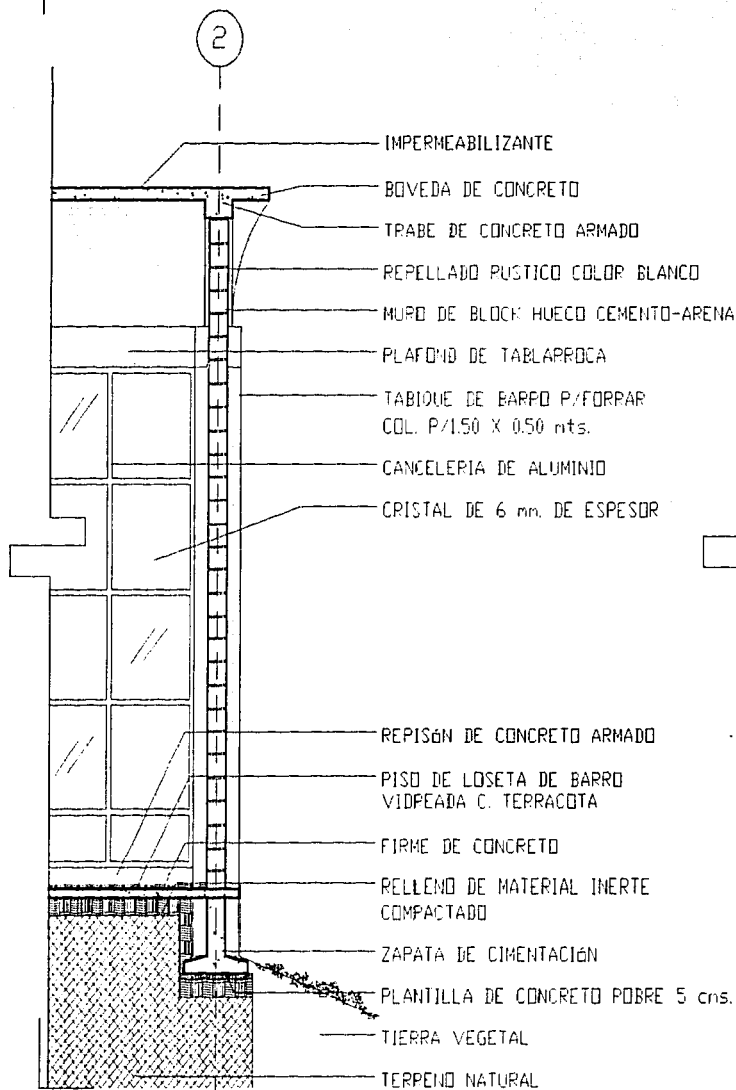 2
IMPERMEABILIZANTE
BOVEDA DE CONCRETO
TRABE DE CONCRETO ARMADO
REPELLADO RUSTICO COLOR BLANCO
MURO DE BLOCK HUECO CEMENTO-ARENA
PLAFOND DE TABLARROCA
TABIQUE DE BARRO P/FORRAR
COL. P/1.50 X 0.50 mts.
CANCELERIA DE ALUMINIO
CRISTAL DE 6 mm. DE ESPESOR
REPISóN DE CONCRETO ARMADO
PISO DE LOSETA DE BARRO
VIDREADA C. TERRACOTA
FIRME DE CONCRETO
RELLENO DE MATERIAL INERTE
COMPACTADO
ZAPATA DE CIMENTACIóN
PLANTILLA DE CONCRETO POBRE 5 cms.
TIERRA VEGETAL
TERRENO NATURAL